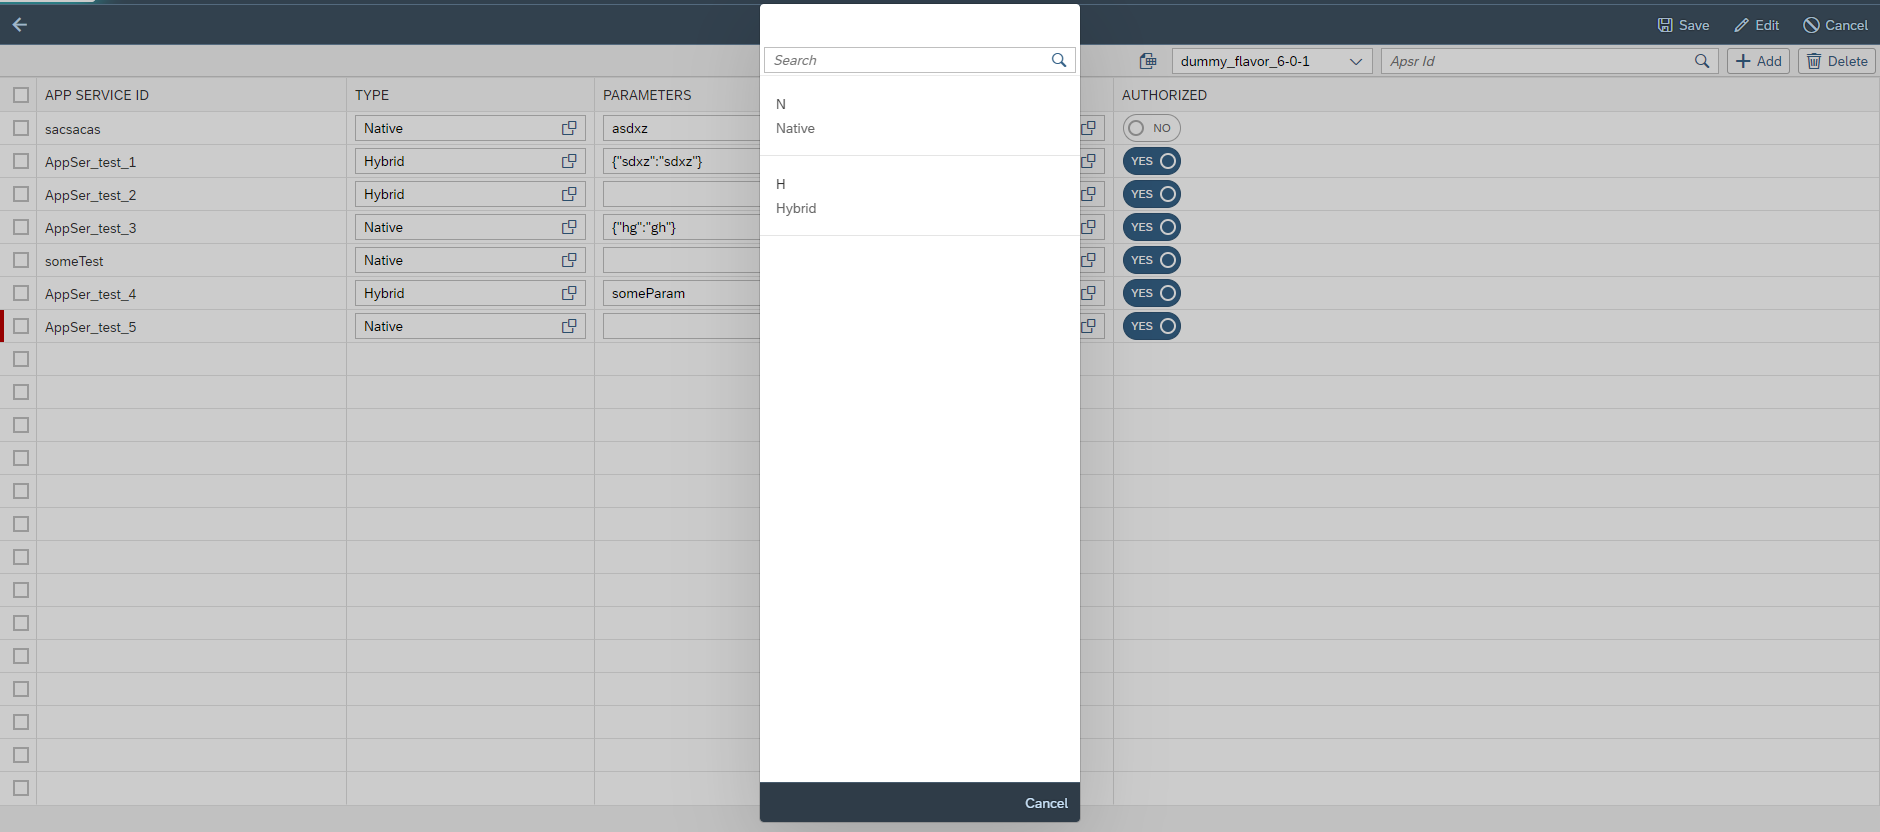 Save Edit Cancel
Search
dummy_flavor_6-0-1 Apsr Id Add Delete
APP SERVICE ID TYPE PARAMETERS AUTHORIZED
sacsacas Native asdxz NO
AppSer_test_1 Hybrid {"sdxz":"sdxz"} YES
AppSer_test_2 Hybrid YES
AppSer_test_3 Native {"hg":"gh"} YES
someTest Native YES
AppSer_test_4 Hybrid someParam YES
AppSer_test_5 Native YES
N
Native
H
Hybrid
Cancel